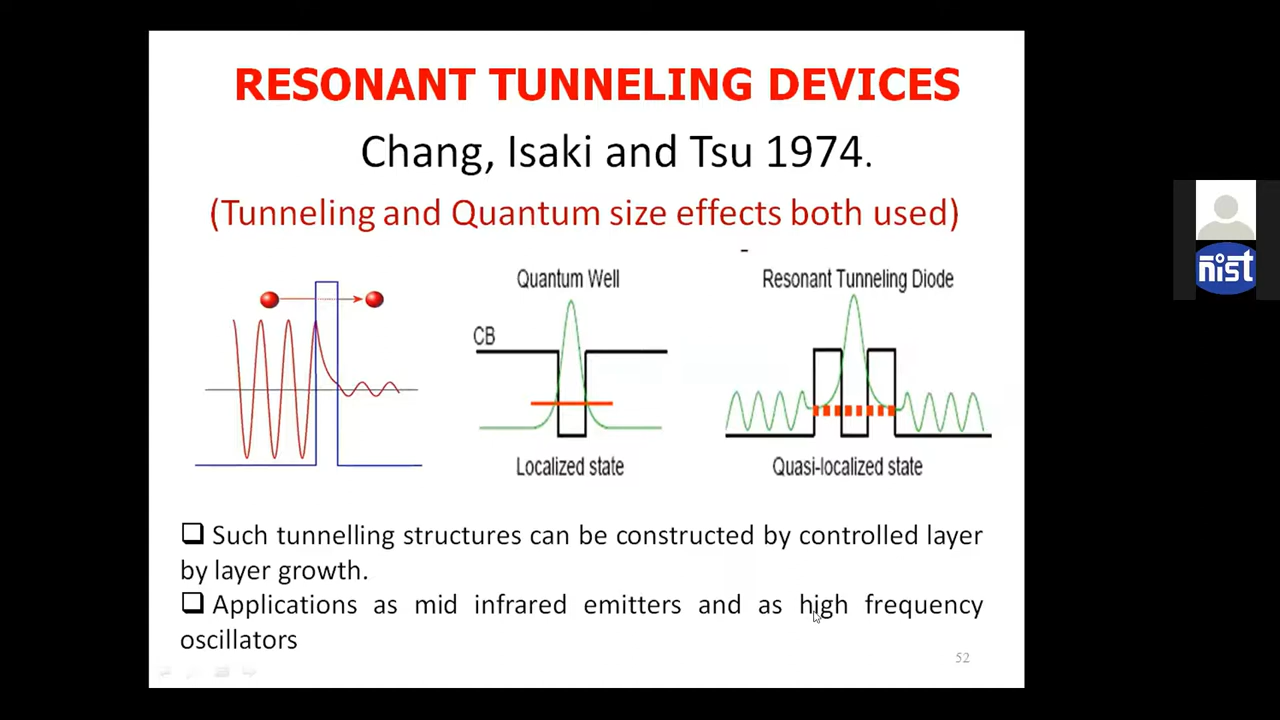 RESONANT TUNNELING DEVICES
Chang, Isaki and Tsu 1974.
(Tunneling and Quantum size effects both used)
Quantum Well
Resonant Tunneling Diode
CB
Localized state
Quasi-localized state
❑ Such tunnelling structures can be constructed by controlled layer
by layer growth.
❑ Applications as mid infrared emitters and as high frequency
oscillators
52
nist